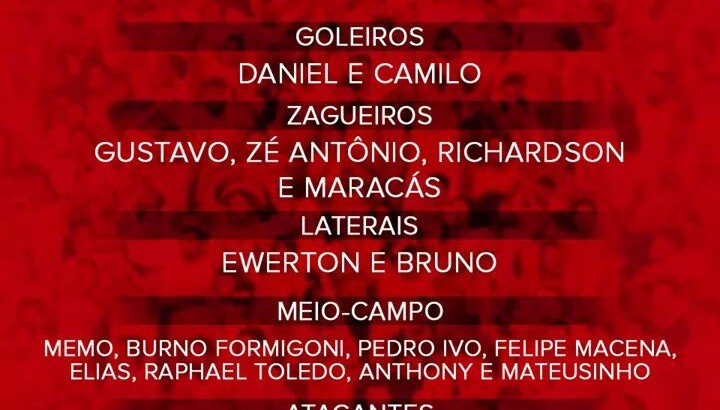 GOLEIROS
DANIEL E CAMILO
ZAGUEIROS
GUSTAVO, ZÉ ANTÔNIO, RICHARDSON
E MARACÁS
LATERAIS
EWERTON E BRUNO
MEIO-CAMPO
MEMO, BURNO FORMIGONI, PEDRO IVO, FELIPE MACENA,
ELIAS, RAPHAEL TOLEDO, ANTHONY E MATEUSINHO
ATACANTES